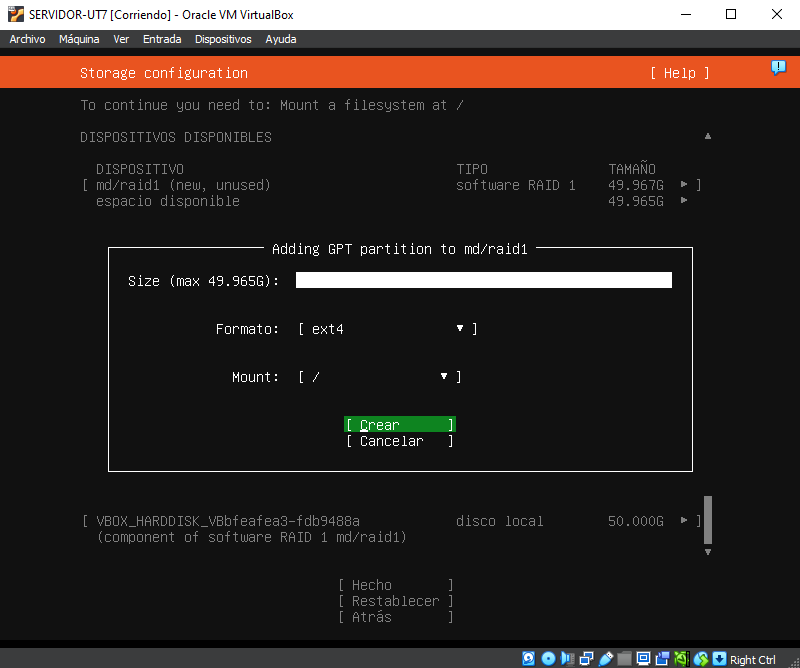 SERVIDOR-UT7 [Corriendo] - Oracle VM VirtualBox
Archivo Máquina Ver Entrada Dispositivos Ayuda
Storage configuration [ Help ]
To continue you need to: Mount a filesystem at /
DISPOSITIVOS DISPONIBLES
DISPOSITIVO TIPO TAMAÑO
[ md/raid1 (new, unused) software RAID 1 49.967G ▸ ]
espacio disponible 49.965G ▸
Adding GPT partition to md/raid1
Size (max 49.965G):
Formato: [ ext4 ▾ ]
Mount: [ / ▾ ]
[ Crear ]
[ Cancelar ]
[ VBOX_HARDDISK_VBbfeafea3-fdb9488a disco local 50.000G ▸ ]
(component of software RAID 1 md/raid1)
[ Hecho ]
[ Restablecer ]
[ Atrás ]
Right Ctrl